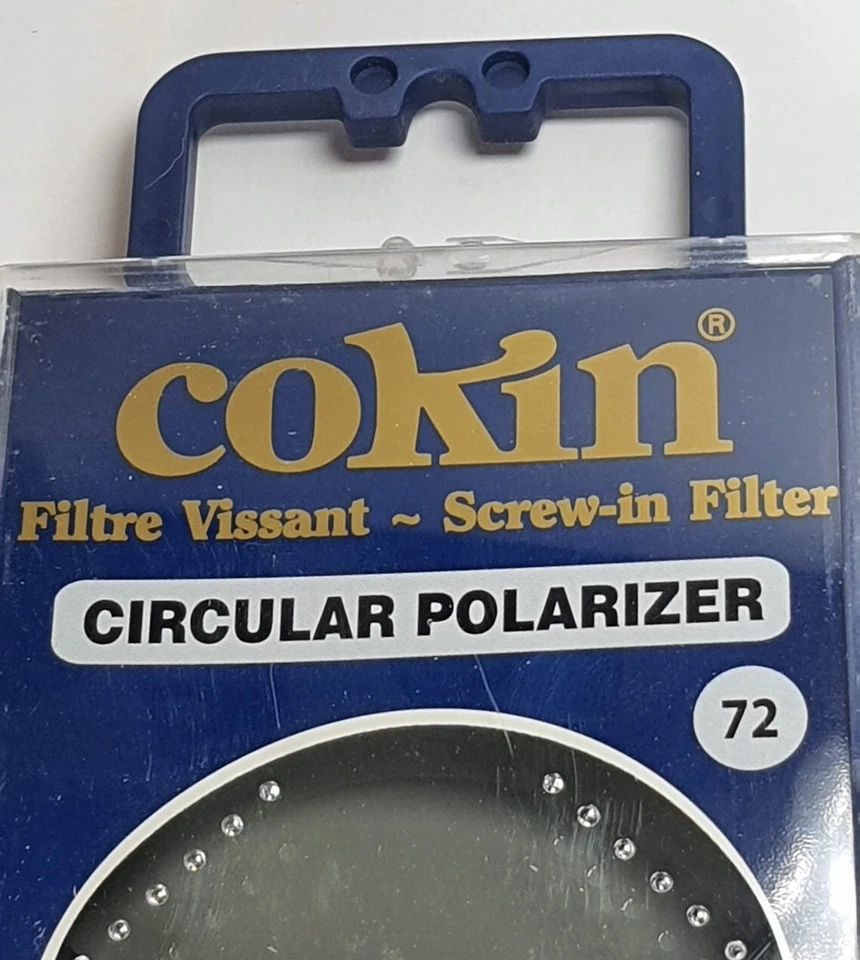 cokin®
Filtre Vissant ~ Screw-in Filter
CIRCULAR POLARIZER
72